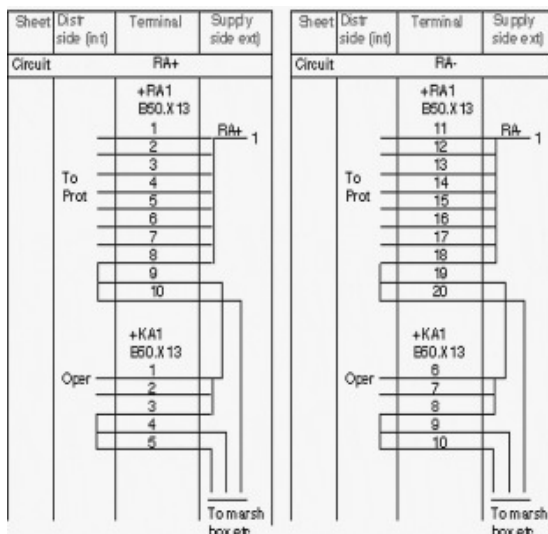 Sheet Distr side (int) Terminal Supply side ext)
Circuit RA+
+RA1
B50.X13
1 RA+ 1
2
3
To 4
Prot 5
6
7
8
9
10
+KA1
B50.X13
Oper 1
2
3
4
5
To marsh
box etc
Sheet Distr side (int) Terminal Supply side ext)
Circuit RA-
+RA1
B50.X13
11 RA- 1
12
13
To 14
Prot 15
16
17
18
19
20
+KA1
B50.X13
Oper 6
7
8
9
10
To marsh
box etc